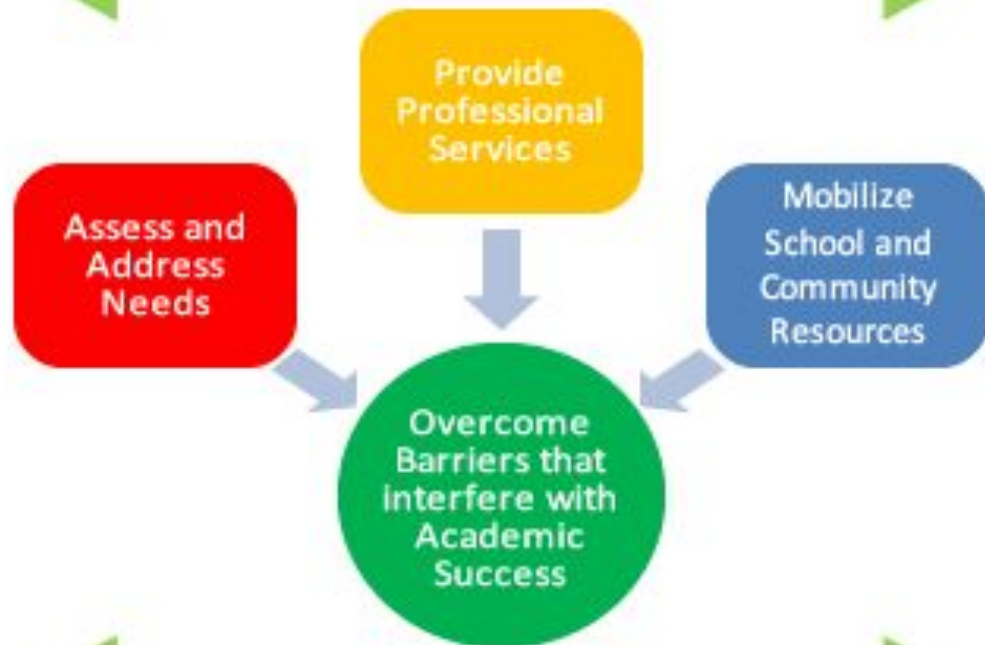 Provide
Professional
Services
Assess and
Address
Needs
Mobilize
School and
Community
Resources
Overcome
Barriers that
interfere with
Academic
Success